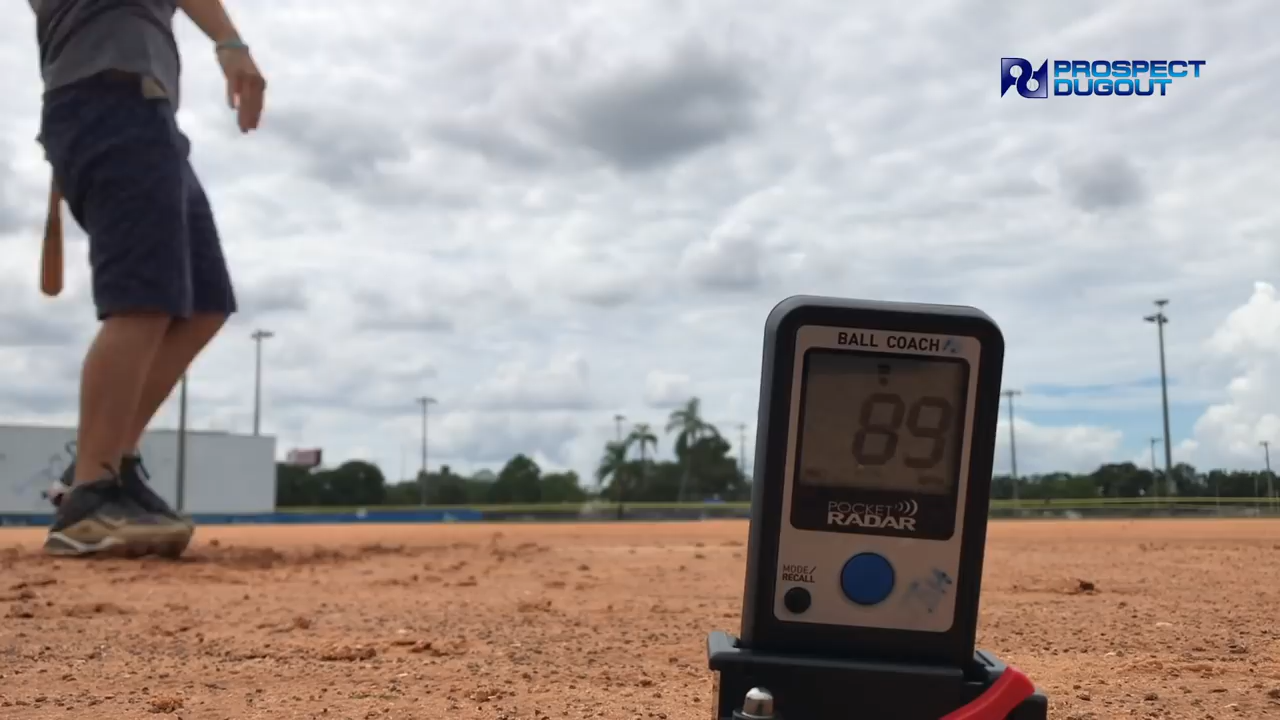 PROSPECT
DUGOUT
BALL COACH
89
POCKET
RADAR
MODE/
RECALL